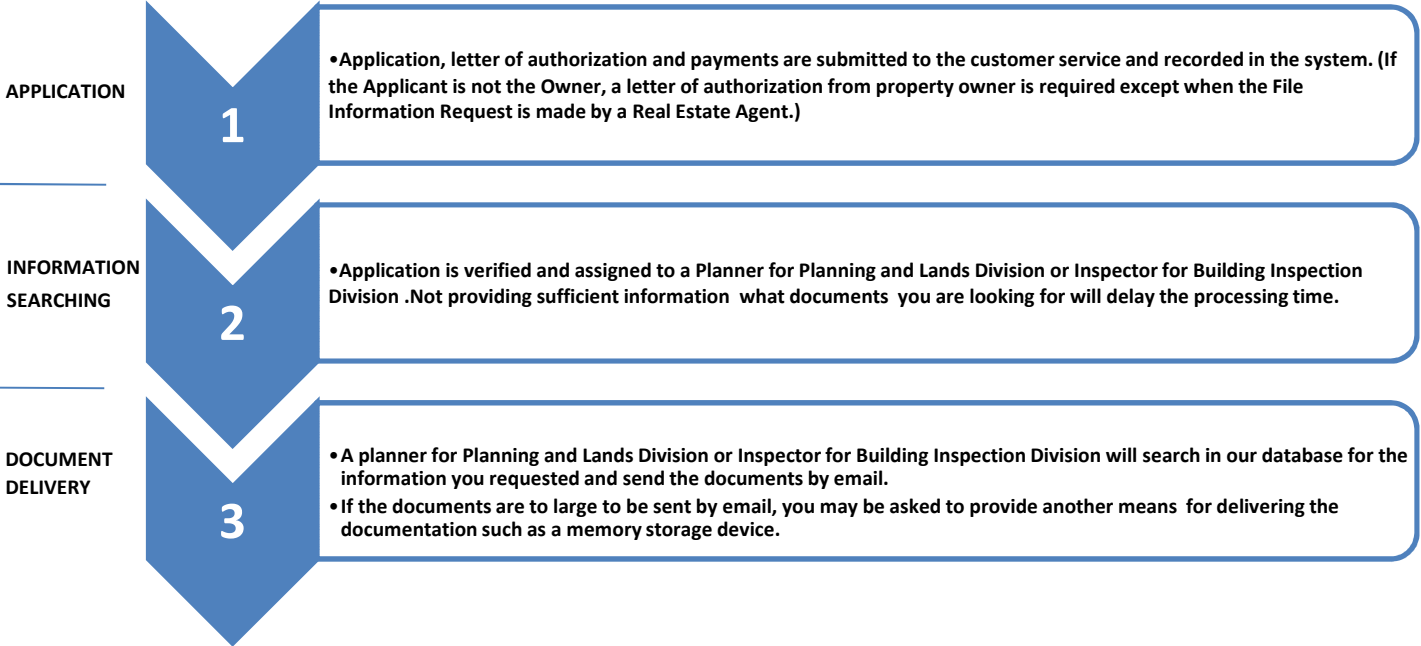 APPLICATION
1
•Application, letter of authorization and payments are submitted to the customer service and recorded in the system. (If
the Applicant is not the Owner, a letter of authorization from property owner is required except when the File
Information Request is made by a Real Estate Agent.)
INFORMATION
SEARCHING
2
•Application is verified and assigned to a Planner for Planning and Lands Division or Inspector for Building Inspection
Division .Not providing sufficient information what documents you are looking for will delay the processing time.
DOCUMENT
DELIVERY
3
•A planner for Planning and Lands Division or Inspector for Building Inspection Division will search in our database for the
information you requested and send the documents by email.
•If the documents are to large to be sent by email, you may be asked to provide another means for delivering the
documentation such as a memory storage device.